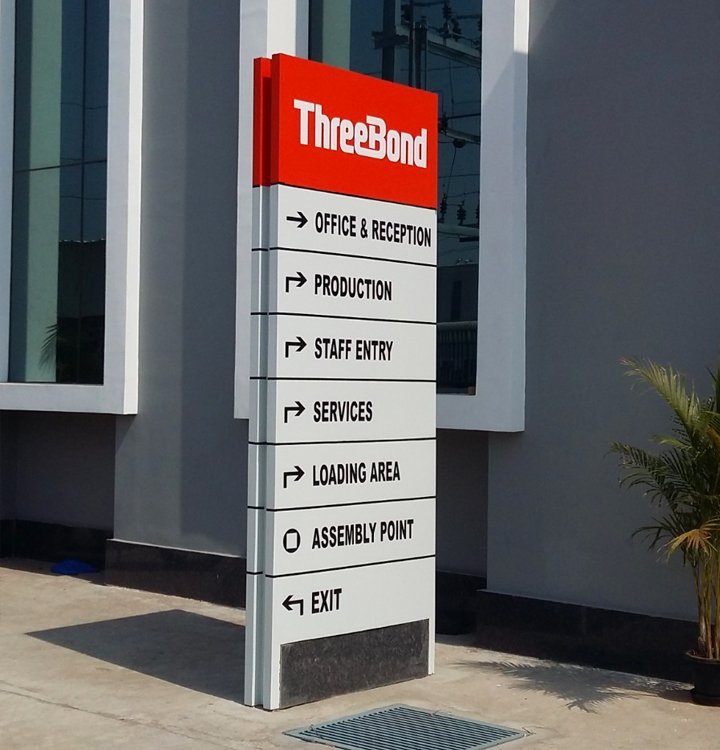 ThreeBond
OFFICE & RECEPTION
PRODUCTION
STAFF ENTRY
SERVICES
LOADING AREA
ASSEMBLY POINT
EXIT